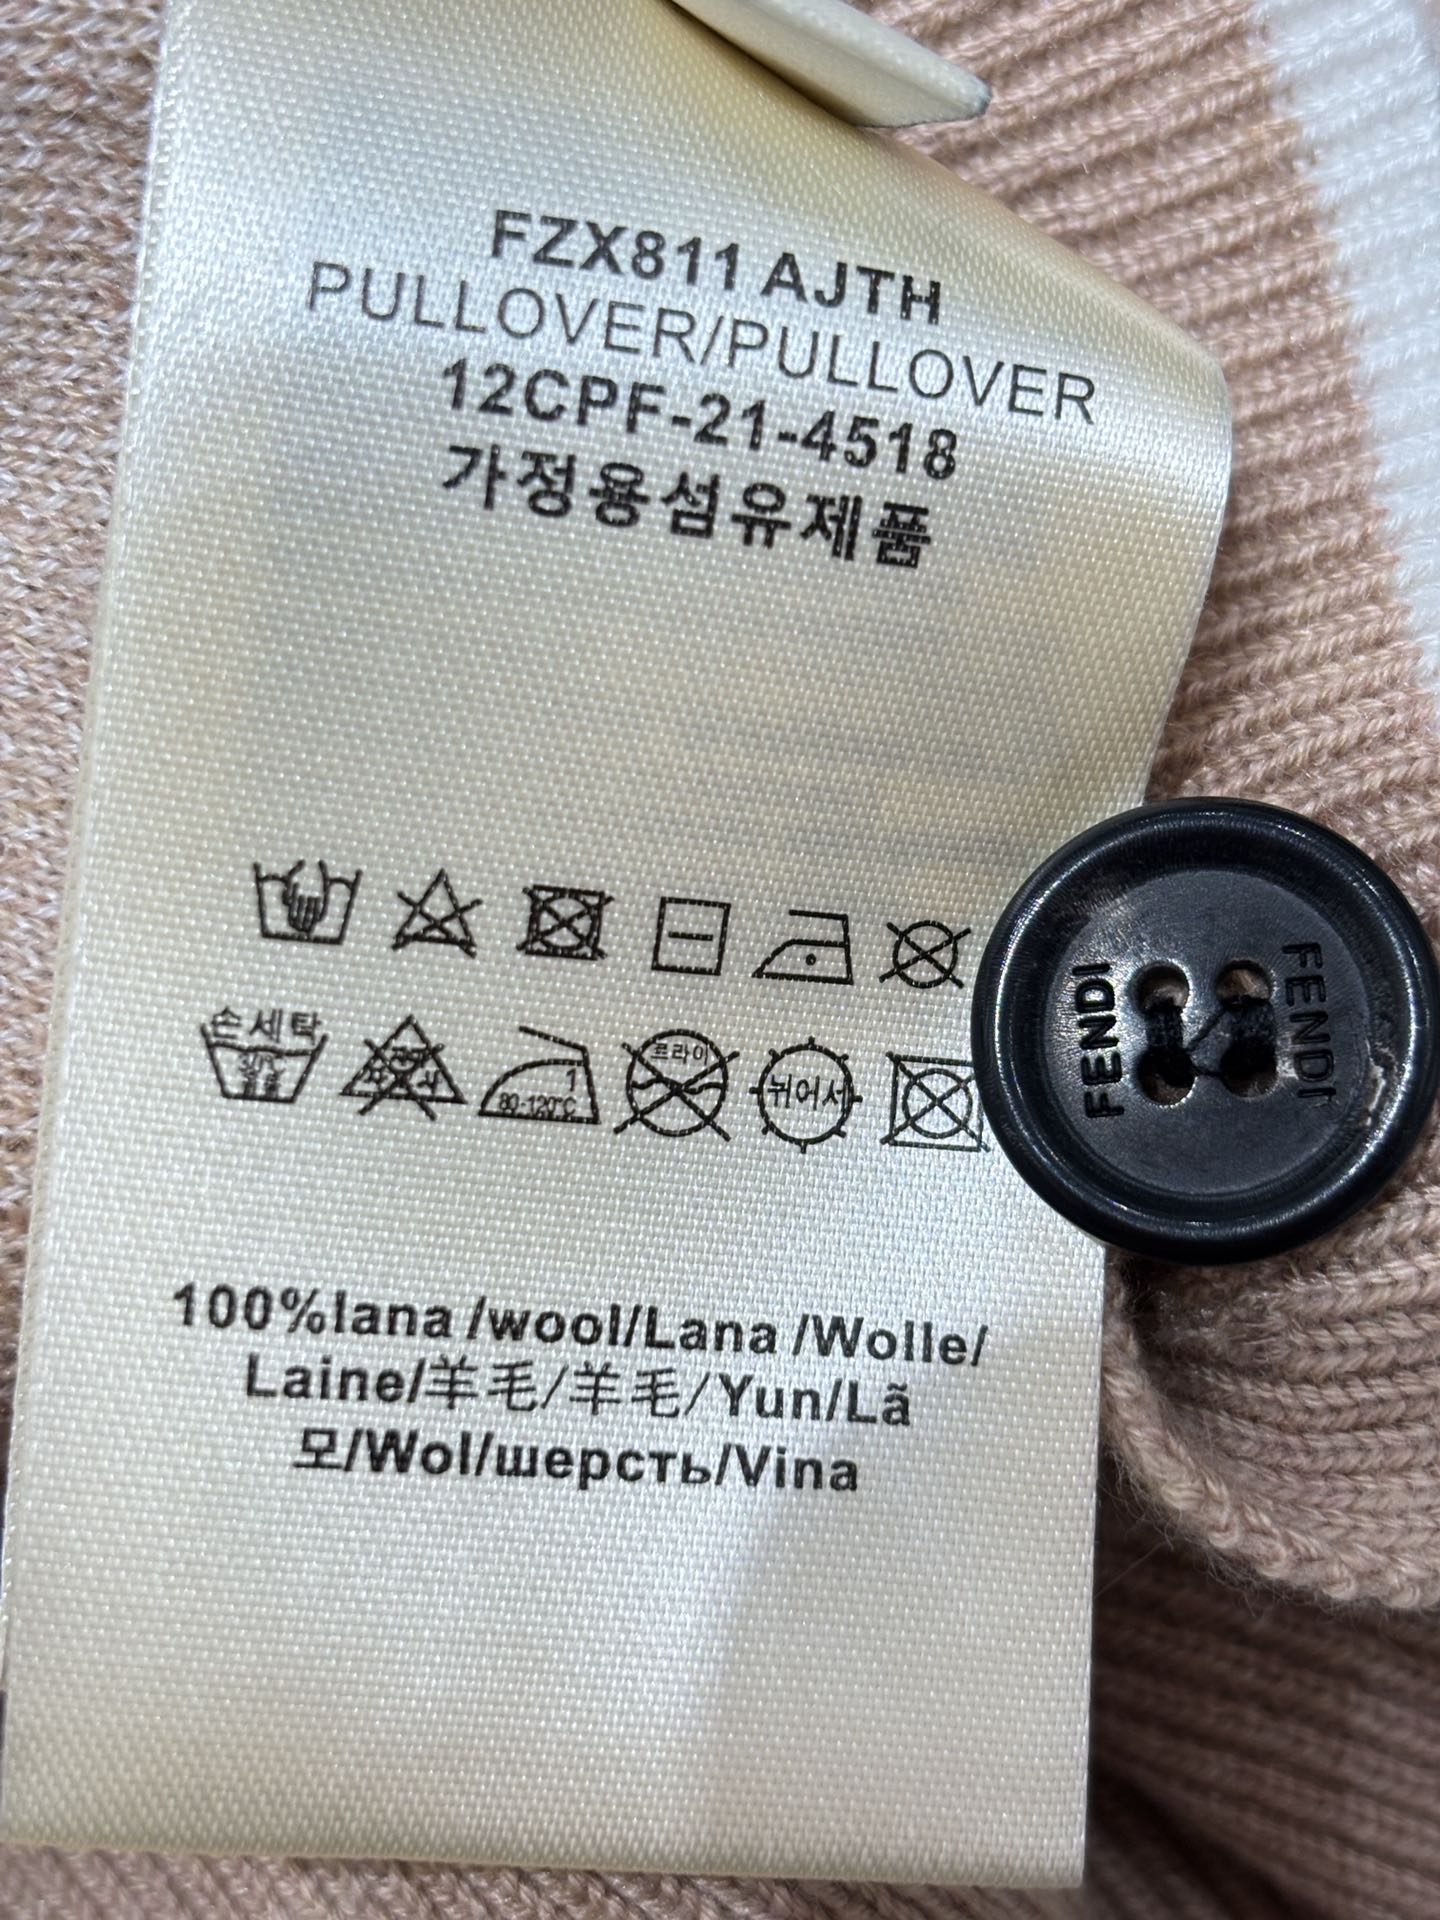 FZX811 AJTH
PULLOVER/PULLOVER
12CPF-21-4518
가정용섬유제품
손세탁
1
80-120°C
드라이
뉘어서
FENDI
FENDI
100%lana /wool/Lana /Wolle/
Laine/羊毛/羊毛/Yun/Lã
모/Wol/шерсть/Vina